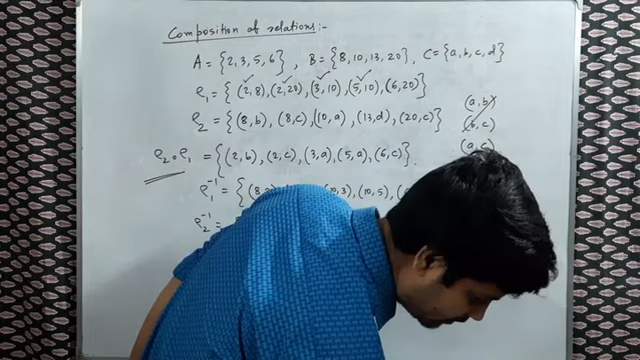 Composition of relations :-
A = {2, 3, 5, 6} , B = {8, 10, 13, 20} , C = {a, b, c, d}
ρ₁ = {(2,8), (2,20), (3,10), (5,10), (6,20)}
ρ₂ = {(8,b), (8,c), (10,a), (13,d), (20,c)}
(a,b)
(b,c)
(a,c)
ρ₂∘ρ₁ = {(2,b), (2,c), (3,a), (5,a), (6,c)}.
ρ₁⁻¹ = {(8, ,3), (10,5), (
ρ₂⁻¹ =